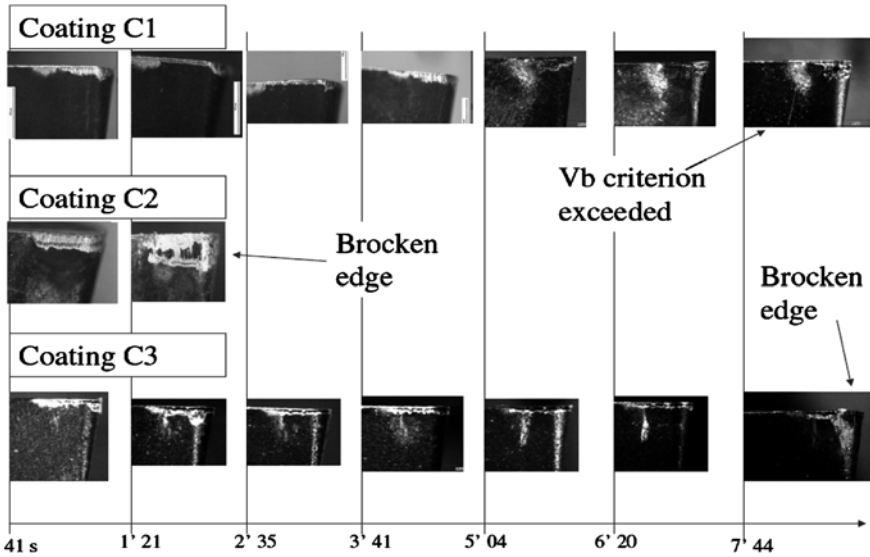 Coating C1
Vb criterion
exceeded
Coating C2
Brocken
edge
Brocken
edge
Coating C3
41 s
1' 21
2' 35
3' 41
5' 04
6' 20
7' 44